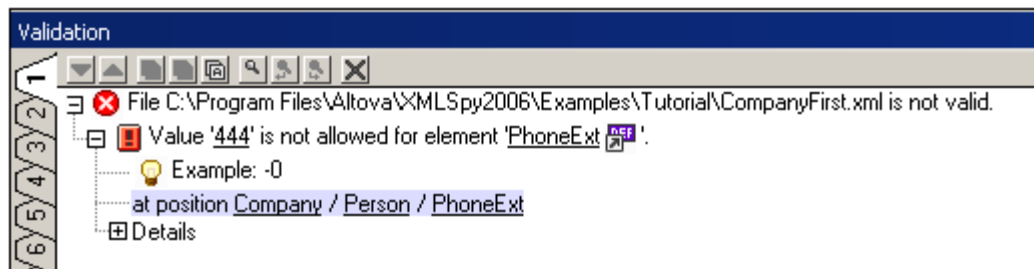 Validation
1
2
3
4
5
6
File C:\Program Files\Altova\XMLSpy2006\Examples\Tutorial\CompanyFirst.xml is not valid.
Value '444' is not allowed for element 'PhoneExt DEF '.
Example: -0
at position Company / Person / PhoneExt
Details